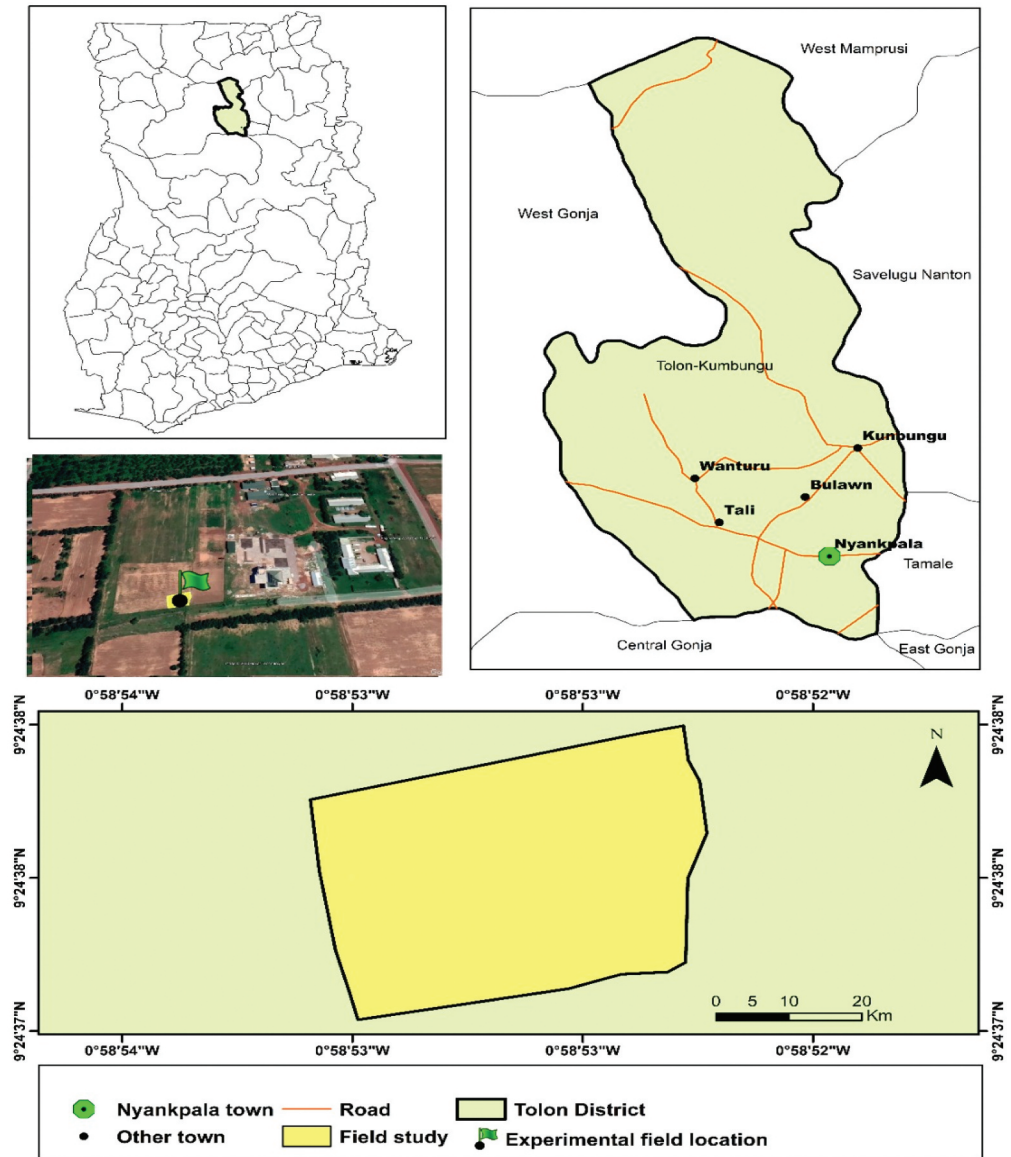 West Mamprusi
West Gonja
Savelugu Nanton
Tolon-Kumbungu
Kunbungu
Wanturu
Bulawn
Tali
Nyankpala
Tamale
Central Gonja
East Gonja
0°58'54"W 0°58'53"W 0°58'53"W 0°58'52"W
9°24'38"N 9°24'38"N
N
9°24'38"N 9°24'38"N
0 5 10 20
Km
9°24'37"N 9°24'37"N
0°58'54"W 0°58'53"W 0°58'53"W 0°58'52"W
Nyankpala town Road Tolon District
Other town Field study Experimental field location